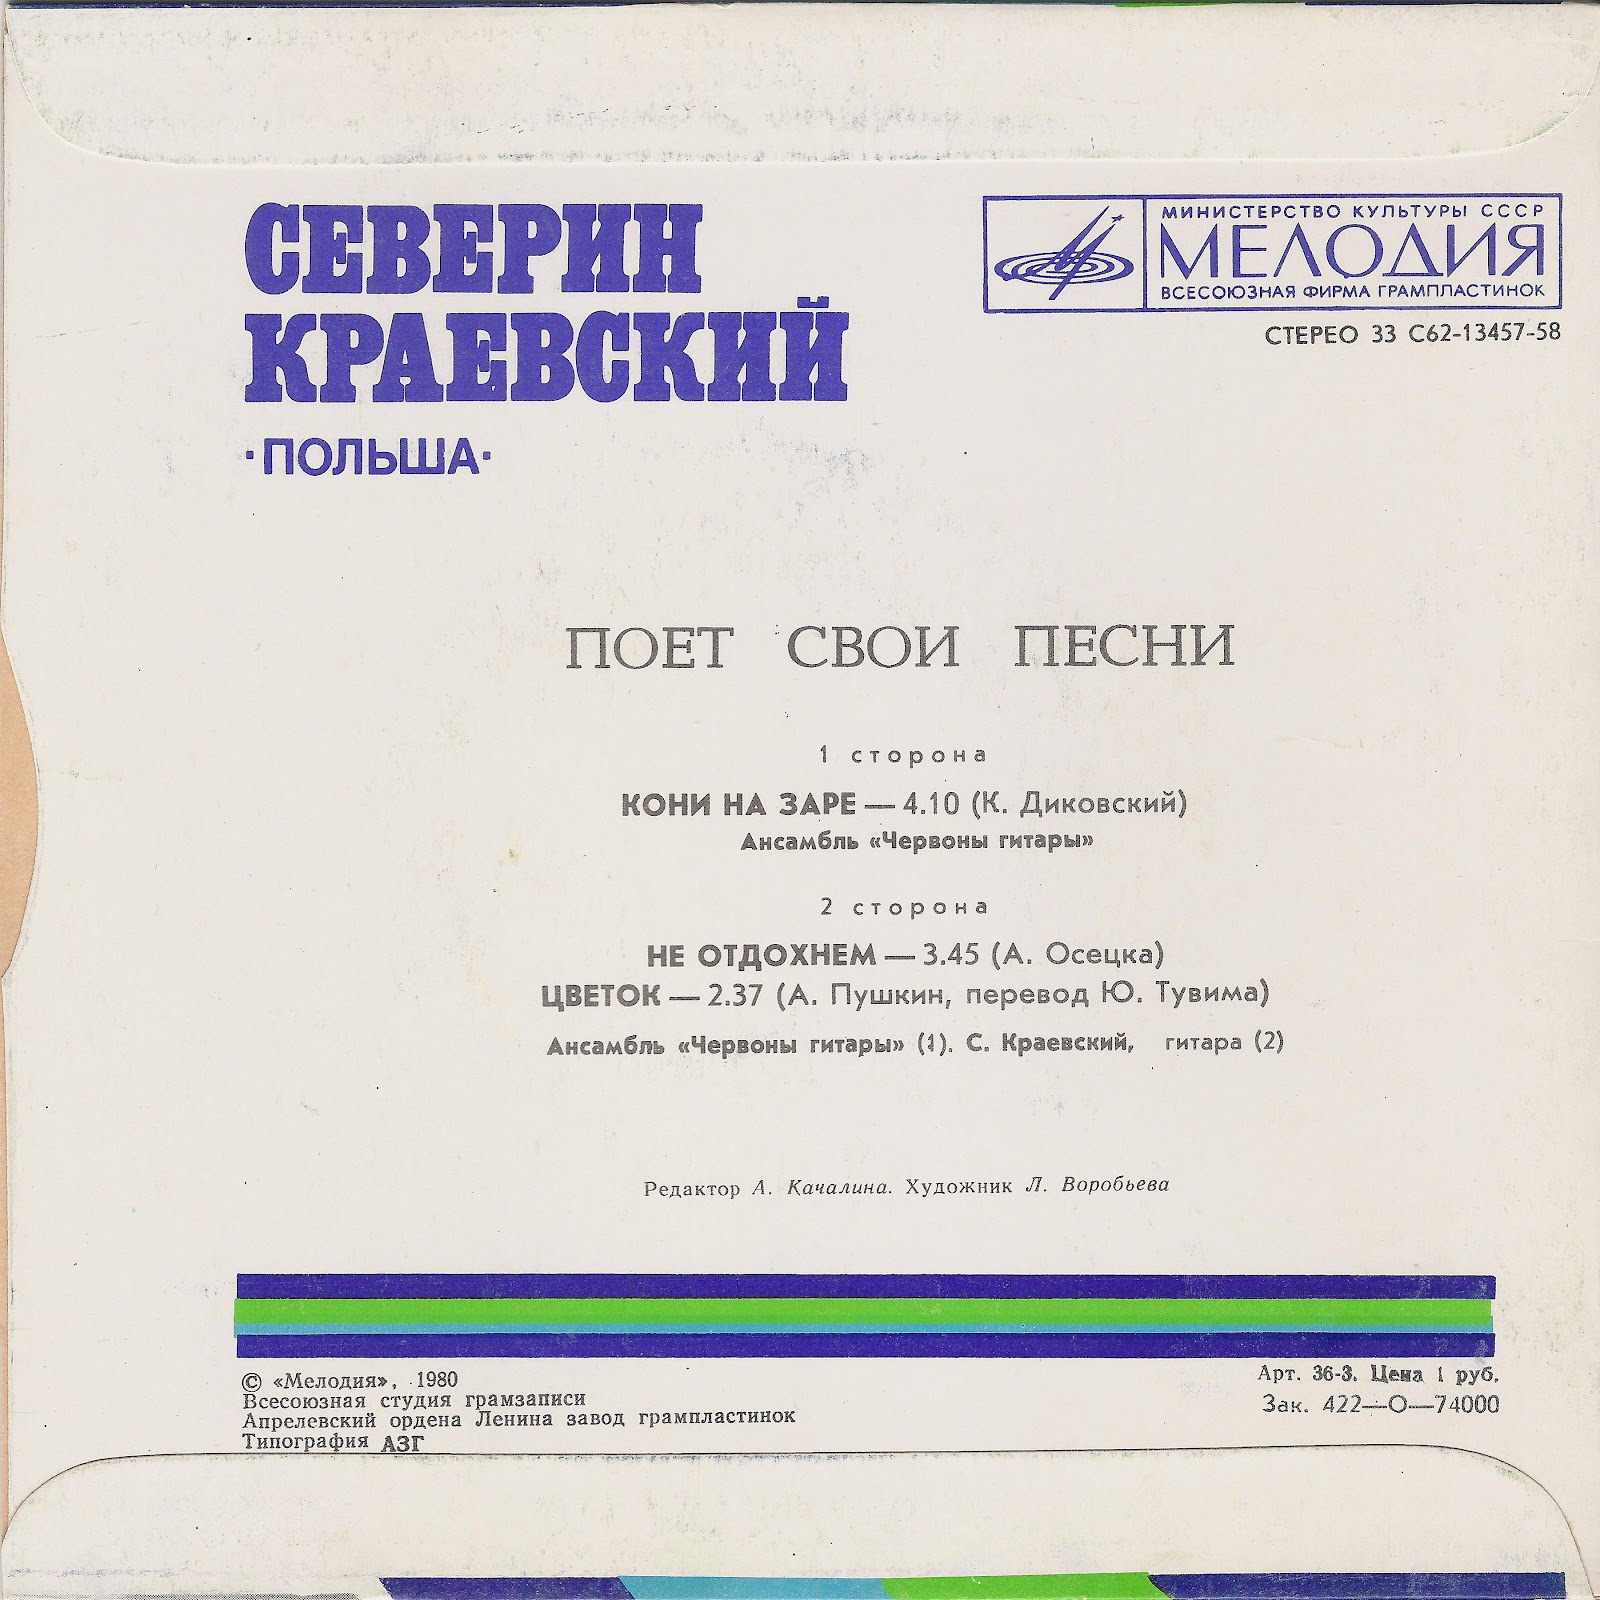 СЕВЕРИН
КРАЕВСКИЙ
·ПОЛЬША·
МИНИСТЕРСТВО КУЛЬТУРЫ СССР
МЕЛОДИЯ
ВСЕСОЮЗНАЯ ФИРМА ГРАМПЛАСТИНОК
СТЕРЕО 33 С62-13457-58
ПОЕТ СВОИ ПЕСНИ
1 сторона
КОНИ НА ЗАРЕ — 4.10 (К. Диковский)
Ансамбль «Червоны гитары»
2 сторона
НЕ ОТДОХНЕМ — 3.45 (А. Осецка)
ЦВЕТОК — 2.37 (А. Пушкин, перевод Ю. Тувима)
Ансамбль «Червоны гитары» (1). С. Краевский, гитара (2)
Редактор А. Качалина. Художник Л. Воробьева
© «Мелодия», 1980
Всесоюзная студия грамзаписи
Апрелевский ордена Ленина завод грампластинок
Типография АЗГ
Арт. 36-3. Цена 1 руб.
Зак. 422—О—74000